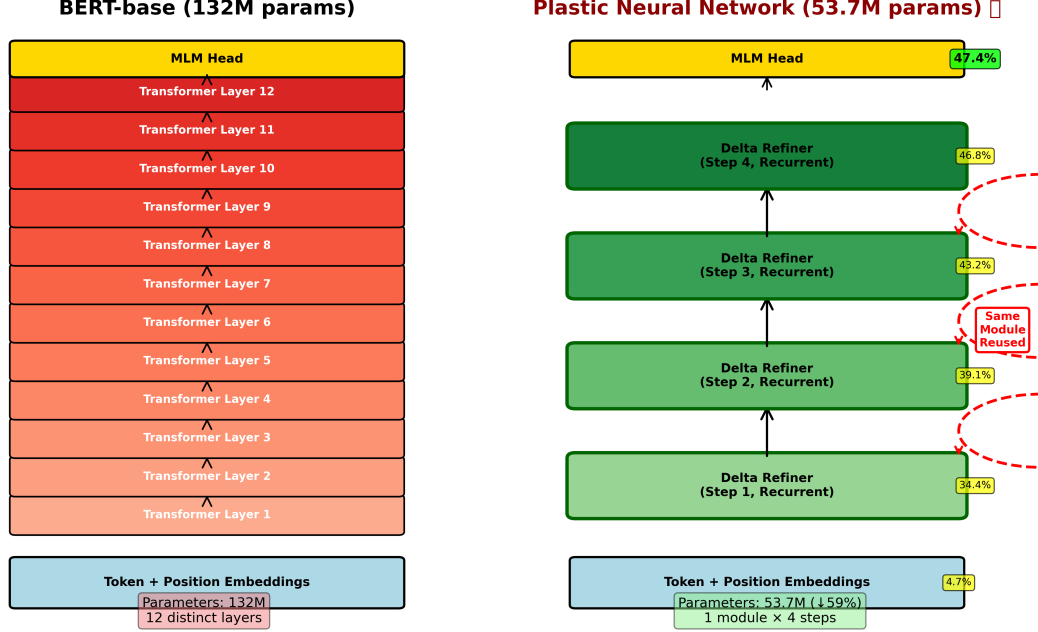 BERT-base (132M params)
MLM Head
Transformer Layer 12
Transformer Layer 11
Transformer Layer 10
Transformer Layer 9
Transformer Layer 8
Transformer Layer 7
Transformer Layer 6
Transformer Layer 5
Transformer Layer 4
Transformer Layer 3
Transformer Layer 2
Transformer Layer 1
Token + Position Embeddings
Parameters: 132M
12 distinct layers
Plastic Neural Network (53.7M params)
MLM Head
47.4%
Delta Refiner
(Step 4, Recurrent)
46.8%
Delta Refiner
(Step 3, Recurrent)
43.2%
Same
Module
Reused
Delta Refiner
(Step 2, Recurrent)
39.1%
Delta Refiner
(Step 1, Recurrent)
34.4%
Token + Position Embeddings
4.7%
Parameters: 53.7M (↓59%)
1 module × 4 steps